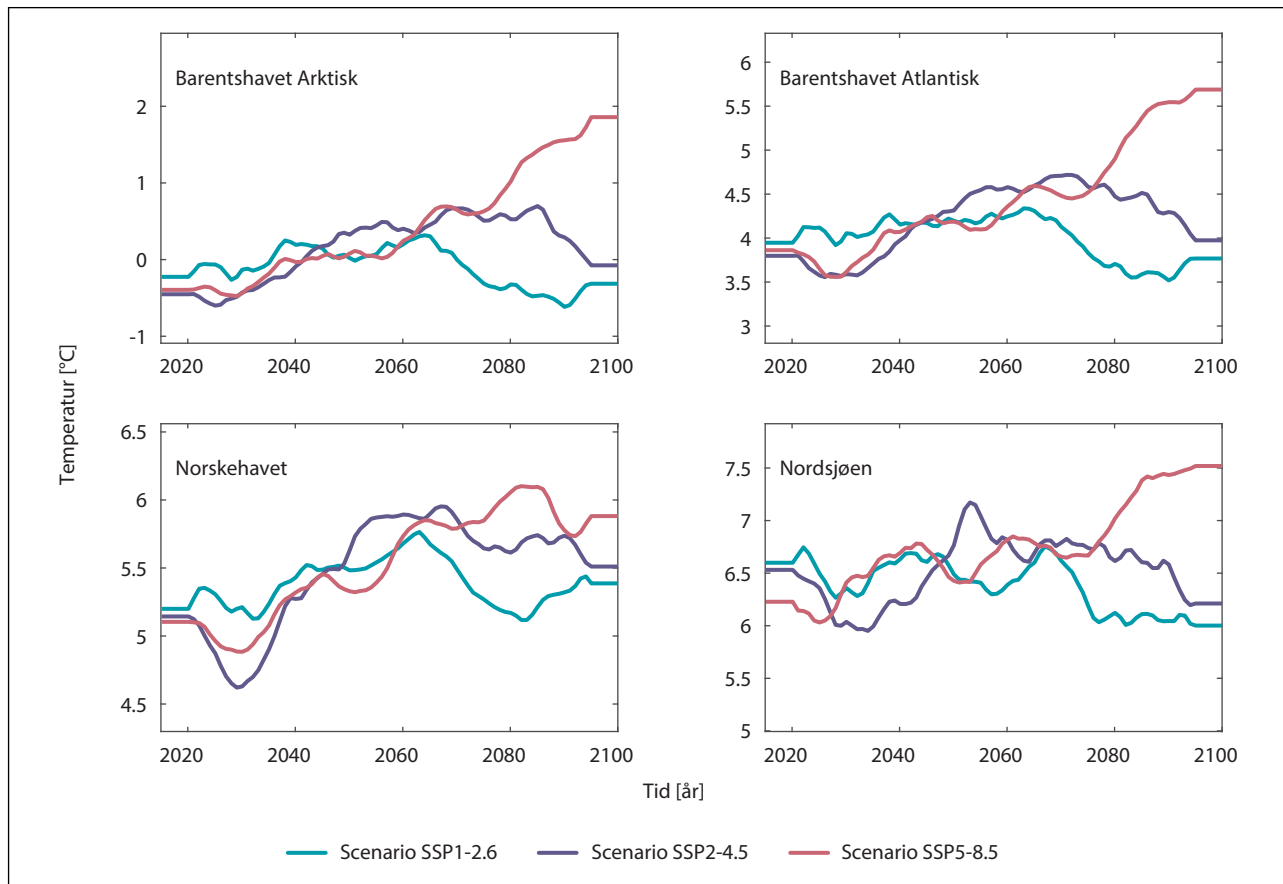 Barentshavet Arktisk
2
1
0
-1
2020 2040 2060 2080 2100
Barentshavet Atlantisk
6
5.5
5
4.5
4
3.5
3
2020 2040 2060 2080 2100
Temperatur [°C]
Norskehavet
6.5
6
5.5
5
4.5
2020 2040 2060 2080 2100
Nordsjøen
7.5
7
6.5
6
5.5
5
2020 2040 2060 2080 2100
Tid [år]
Scenario SSP1-2.6 Scenario SSP2-4.5 Scenario SSP5-8.5